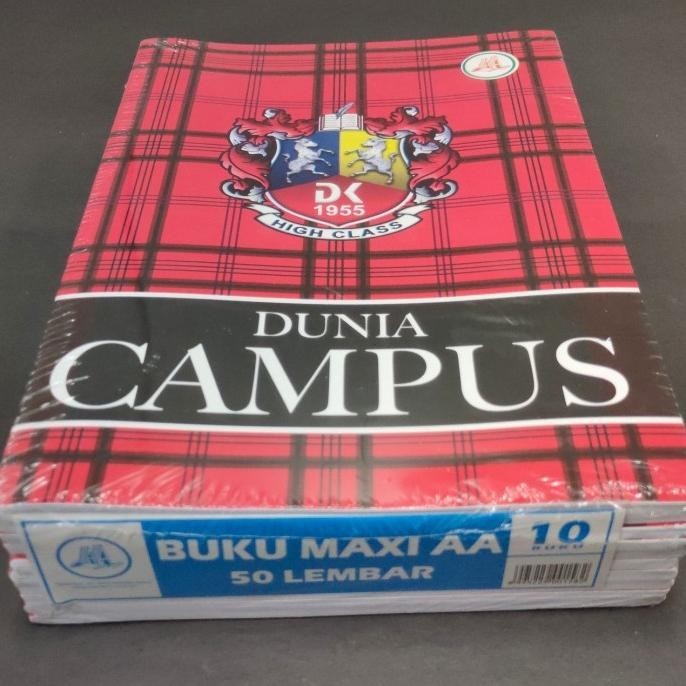 DK
1955
HIGH CLASS
DUNIA
CAMPUS
BUKU MAXI AA
50 LEMBAR
10
BUKU